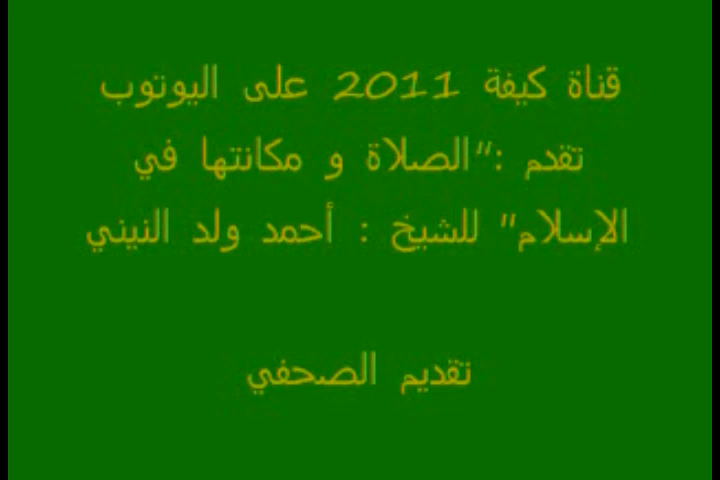 قناة كيفة 2011 على اليوتوب
تقدم :"الصلاة و مكانتها في
الإسلام" للشيخ : أحمد ولد النيني
تقديم الصحفي